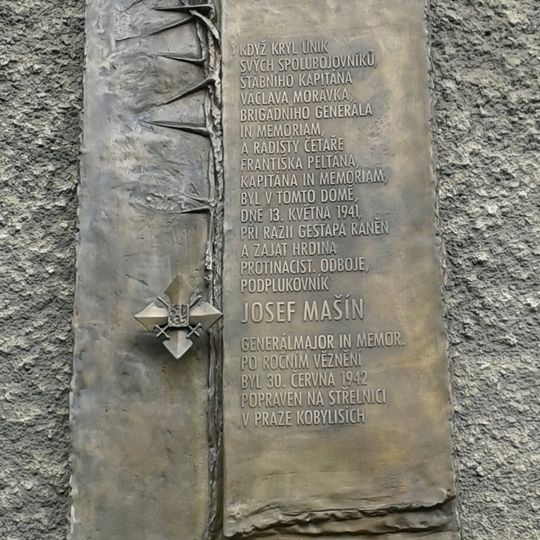 KDYŽ KRYL ÚNIK
SVÝCH SPOLUBOJOVNÍKŮ
ŠTÁBNÍHO KAPITÁNA
VÁCLAVA MORÁVKA,
BRIGÁDNÍHO GENERÁLA
IN MEMORIAM,
A RADISTY ČETAŘE
FRANTIŠKA PELTÁNA,
KAPITÁNA IN MEMORIAM,
BYL V TOMTO DOMĚ,
DNE 13. KVĚTNA 1941,
PŘI RAZII GESTAPA RANĚN
A ZAJAT HRDINA
PROTINACIST. ODBOJE,
PODPLUKOVNÍK
JOSEF MAŠÍN
GENERÁLMAJOR IN MEMOR.
PO ROČNÍM VĚZNĚNÍ
BYL 30. ČERVNA 1942
POPRAVEN NA STŘELNICI
V PRAZE KOBYLISÍCH